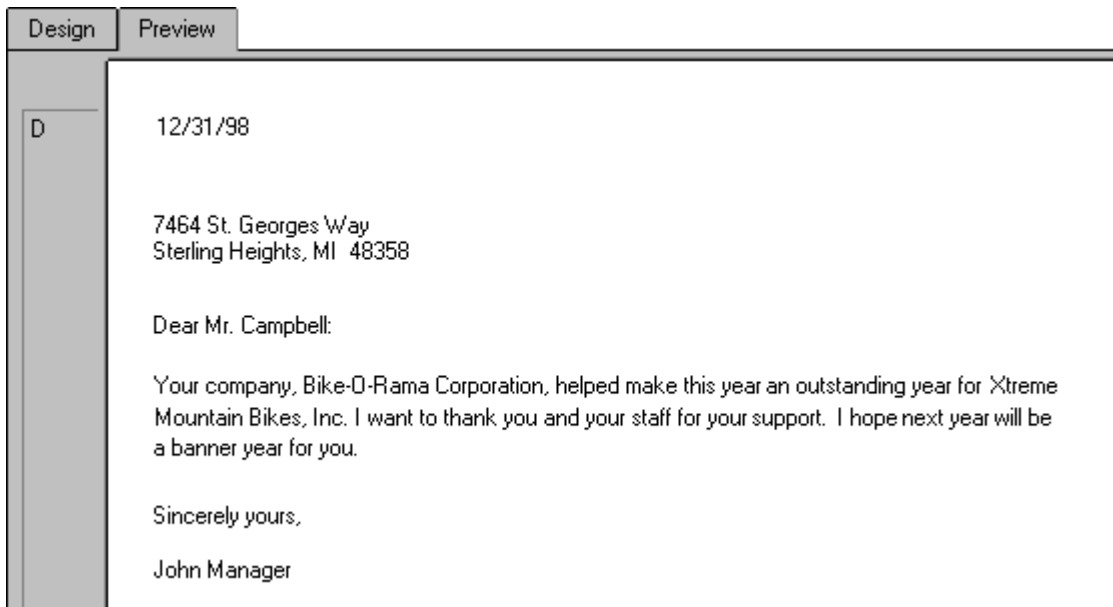 Design Preview
D
12/31/98
7464 St. Georges Way
Sterling Heights, MI  48358
Dear Mr. Campbell:
Your company, Bike-O-Rama Corporation, helped make this year an outstanding year for Xtreme
Mountain Bikes, Inc. I want to thank you and your staff for your support.  I hope next year will be
a banner year for you.
Sincerely yours,
John Manager